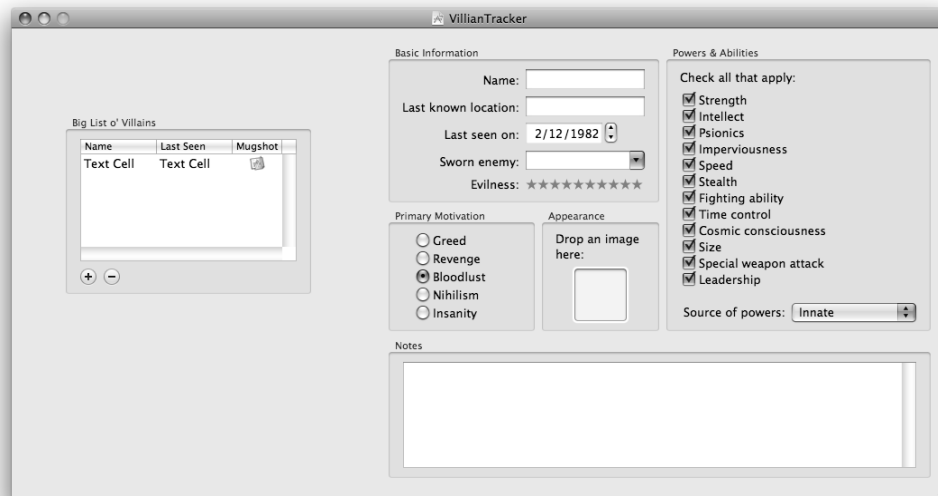 VillianTracker
Big List o' Villains
Name Last Seen Mugshot
Text Cell Text Cell
Basic Information
Name:
Last known location:
Last seen on: 2/12/1982
Sworn enemy:
Evilness:
Primary Motivation
Greed
Revenge
Bloodlust
Nihilism
Insanity
Appearance
Drop an image
here:
Powers & Abilities
Check all that apply:
Strength
Intellect
Psionics
Imperviousness
Speed
Stealth
Fighting ability
Time control
Cosmic consciousness
Size
Special weapon attack
Leadership
Source of powers: Innate
Notes